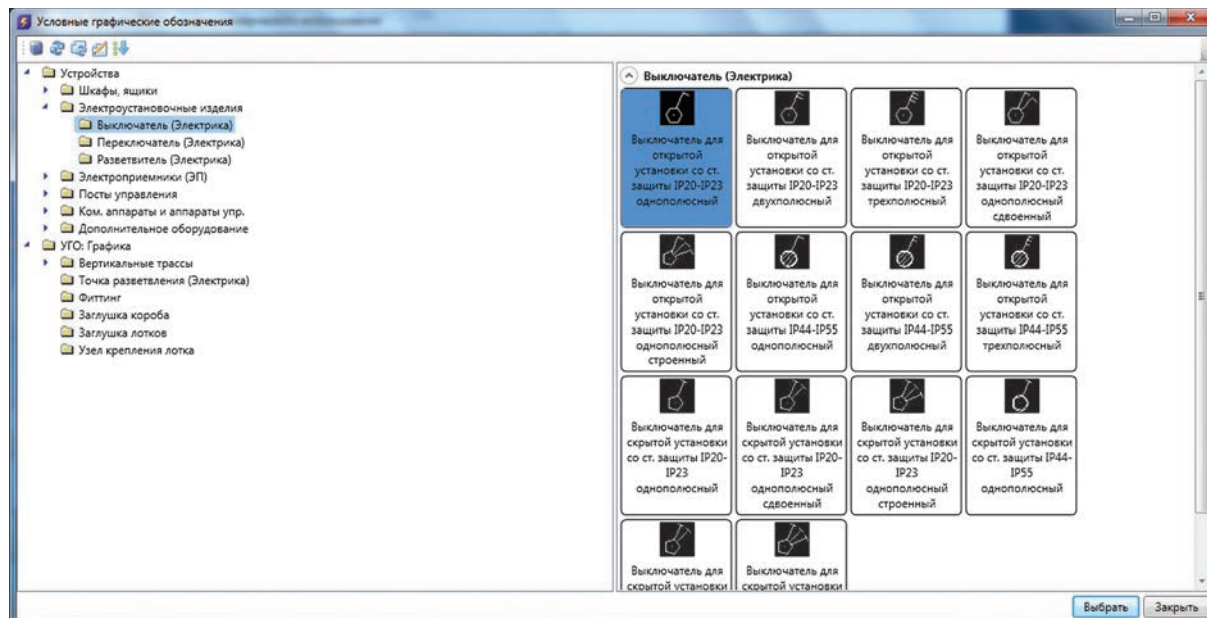 Условные графические обозначения
Устройства
Шкафы, ящики
Электроустановочные изделия
Выключатель (Электрика)
Переключатель (Электрика)
Разветвитель (Электрика)
Электроприемники (ЭП)
Посты управления
Ком. аппараты и аппараты упр.
Дополнительное оборудование
УГО: Графика
Вертикальные трассы
Точка разветвления (Электрика)
Фиттинг
Заглушка короба
Заглушка лотков
Узел крепления лотка
Выключатель (Электрика)
Выключатель для
открытой
установки со ст.
защиты IP20-IP23
однополюсный
Выключатель для
открытой
установки со ст.
защиты IP20-IP23
двухполюсный
Выключатель для
открытой
установки со ст.
защиты IP20-IP23
трехполюсный
Выключатель для
открытой
установки со ст.
защиты IP20-IP23
однополюсный
сдвоенный
Выключатель для
открытой
установки со ст.
защиты IP20-IP23
однополюсный
строенный
Выключатель для
открытой
установки со ст.
защиты IP44-IP55
однополюсный
Выключатель для
открытой
установки со ст.
защиты IP44-IP55
двухполюсный
Выключатель для
открытой
установки со ст.
защиты IP44-IP55
трехполюсный
Выключатель для
скрытой установки
со ст. защиты IP20-
IP23
однополюсный
Выключатель для
скрытой установки
со ст. защиты IP20-
IP23
однополюсный
сдвоенный
Выключатель для
скрытой установки
со ст. защиты IP20-
IP23
однополюсный
строенный
Выключатель для
скрытой установки
со ст. защиты IP44-
IP55
однополюсный
Выключатель для
скрытой установки
Выключатель для
скрытой установки
Выбрать
Закрыть